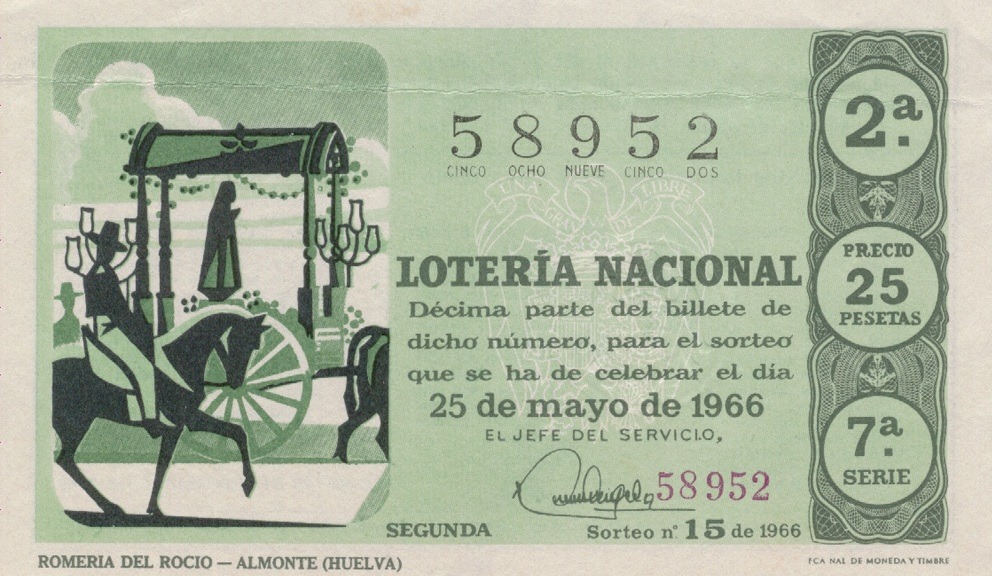 58952
CINCO OCHO NUEVE CINCO DOS
UNA GRANDE LIBRE
LOTERÍA NACIONAL
Décima parte del billete de
dicho número, para el sorteo
que se ha de celebrar el día
25 de mayo de 1966
EL JEFE DEL SERVICIO,
58952
SEGUNDA
Sorteo nº 15 de 1966
2.ª
PRECIO
25
PESETAS
7.ª
SERIE
ROMERIA DEL ROCIO — ALMONTE (HUELVA)
FCA NAL DE MONEDA Y TIMBRE